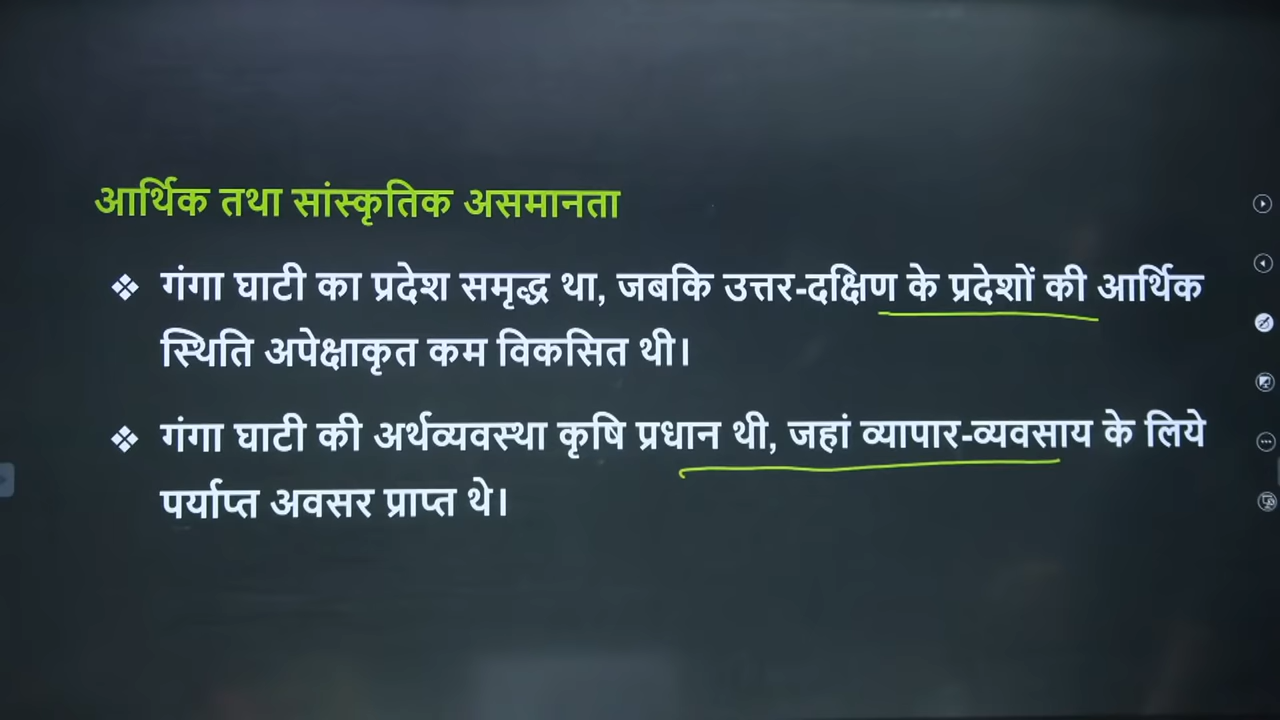 आर्थिक तथा सांस्कृतिक असमानता
❖ गंगा घाटी का प्रदेश समृद्ध था, जबकि उत्तर-दक्षिण के प्रदेशों की आर्थिक
स्थिति अपेक्षाकृत कम विकसित थी।
❖ गंगा घाटी की अर्थव्यवस्था कृषि प्रधान थी, जहां व्यापार-व्यवसाय के लिये
पर्याप्त अवसर प्राप्त थे।